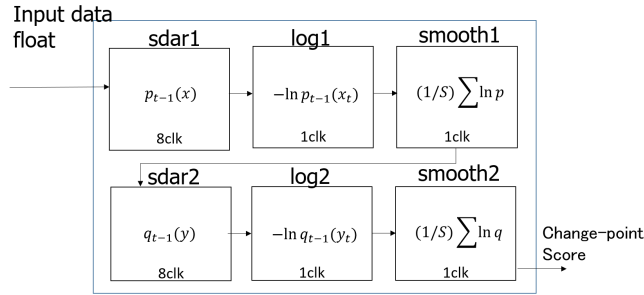 Input data
float
sdar1
log1
smooth1
p_{t−1}(x)
−ln p_{t−1}(x_t)
(1/S) ∑ ln p
8clk
1clk
1clk
sdar2
log2
smooth2
q_{t−1}(y)
−ln q_{t−1}(y_t)
(1/S) ∑ ln q
8clk
1clk
1clk
Change-point
Score